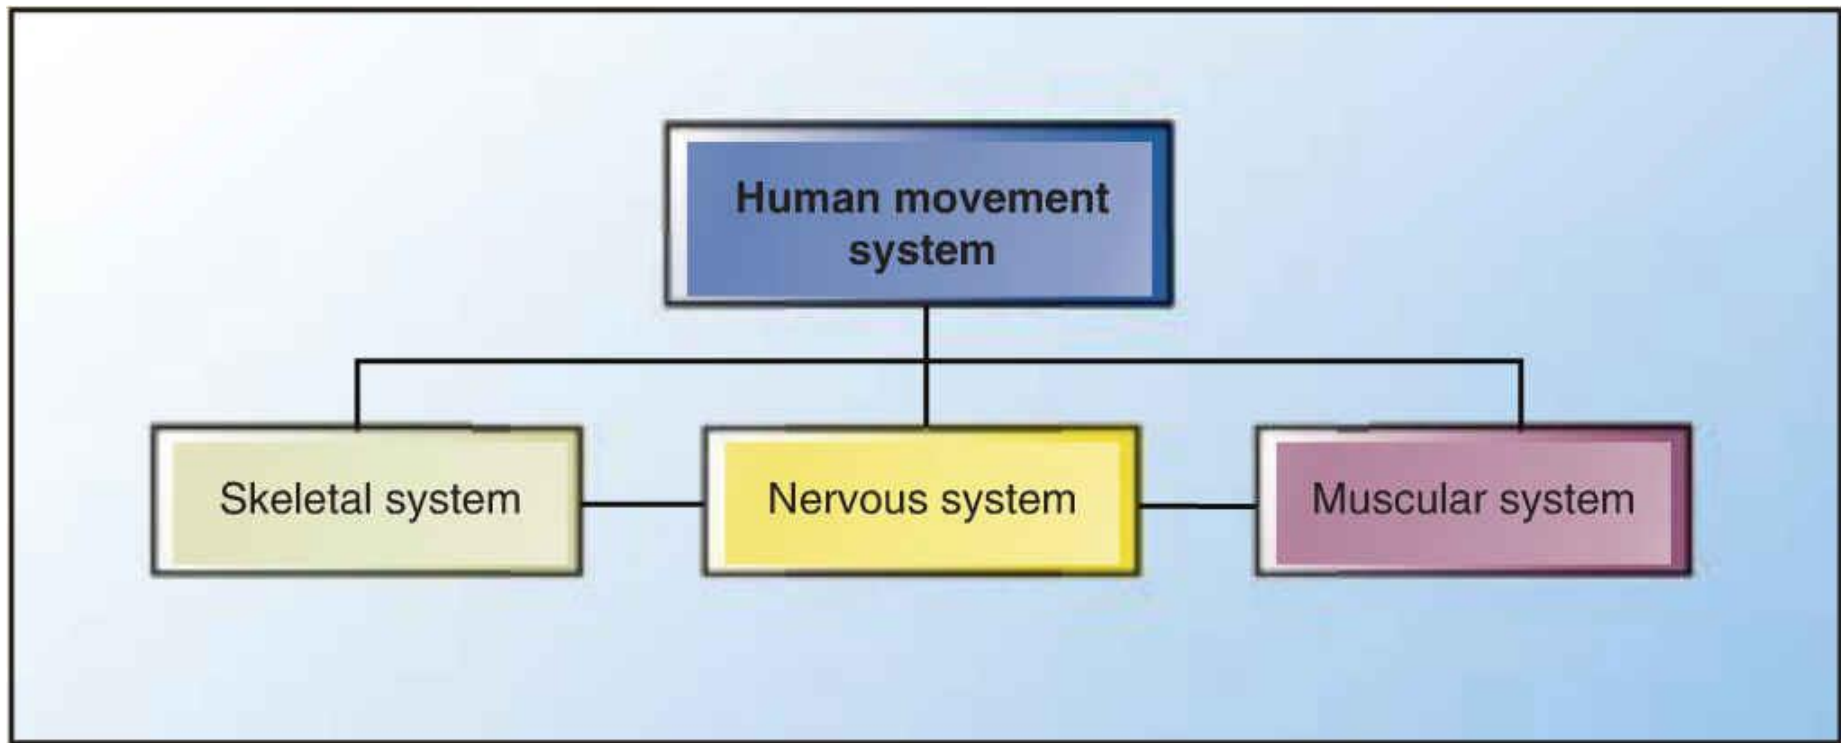 Human movement
system
Skeletal system
Nervous system
Muscular system